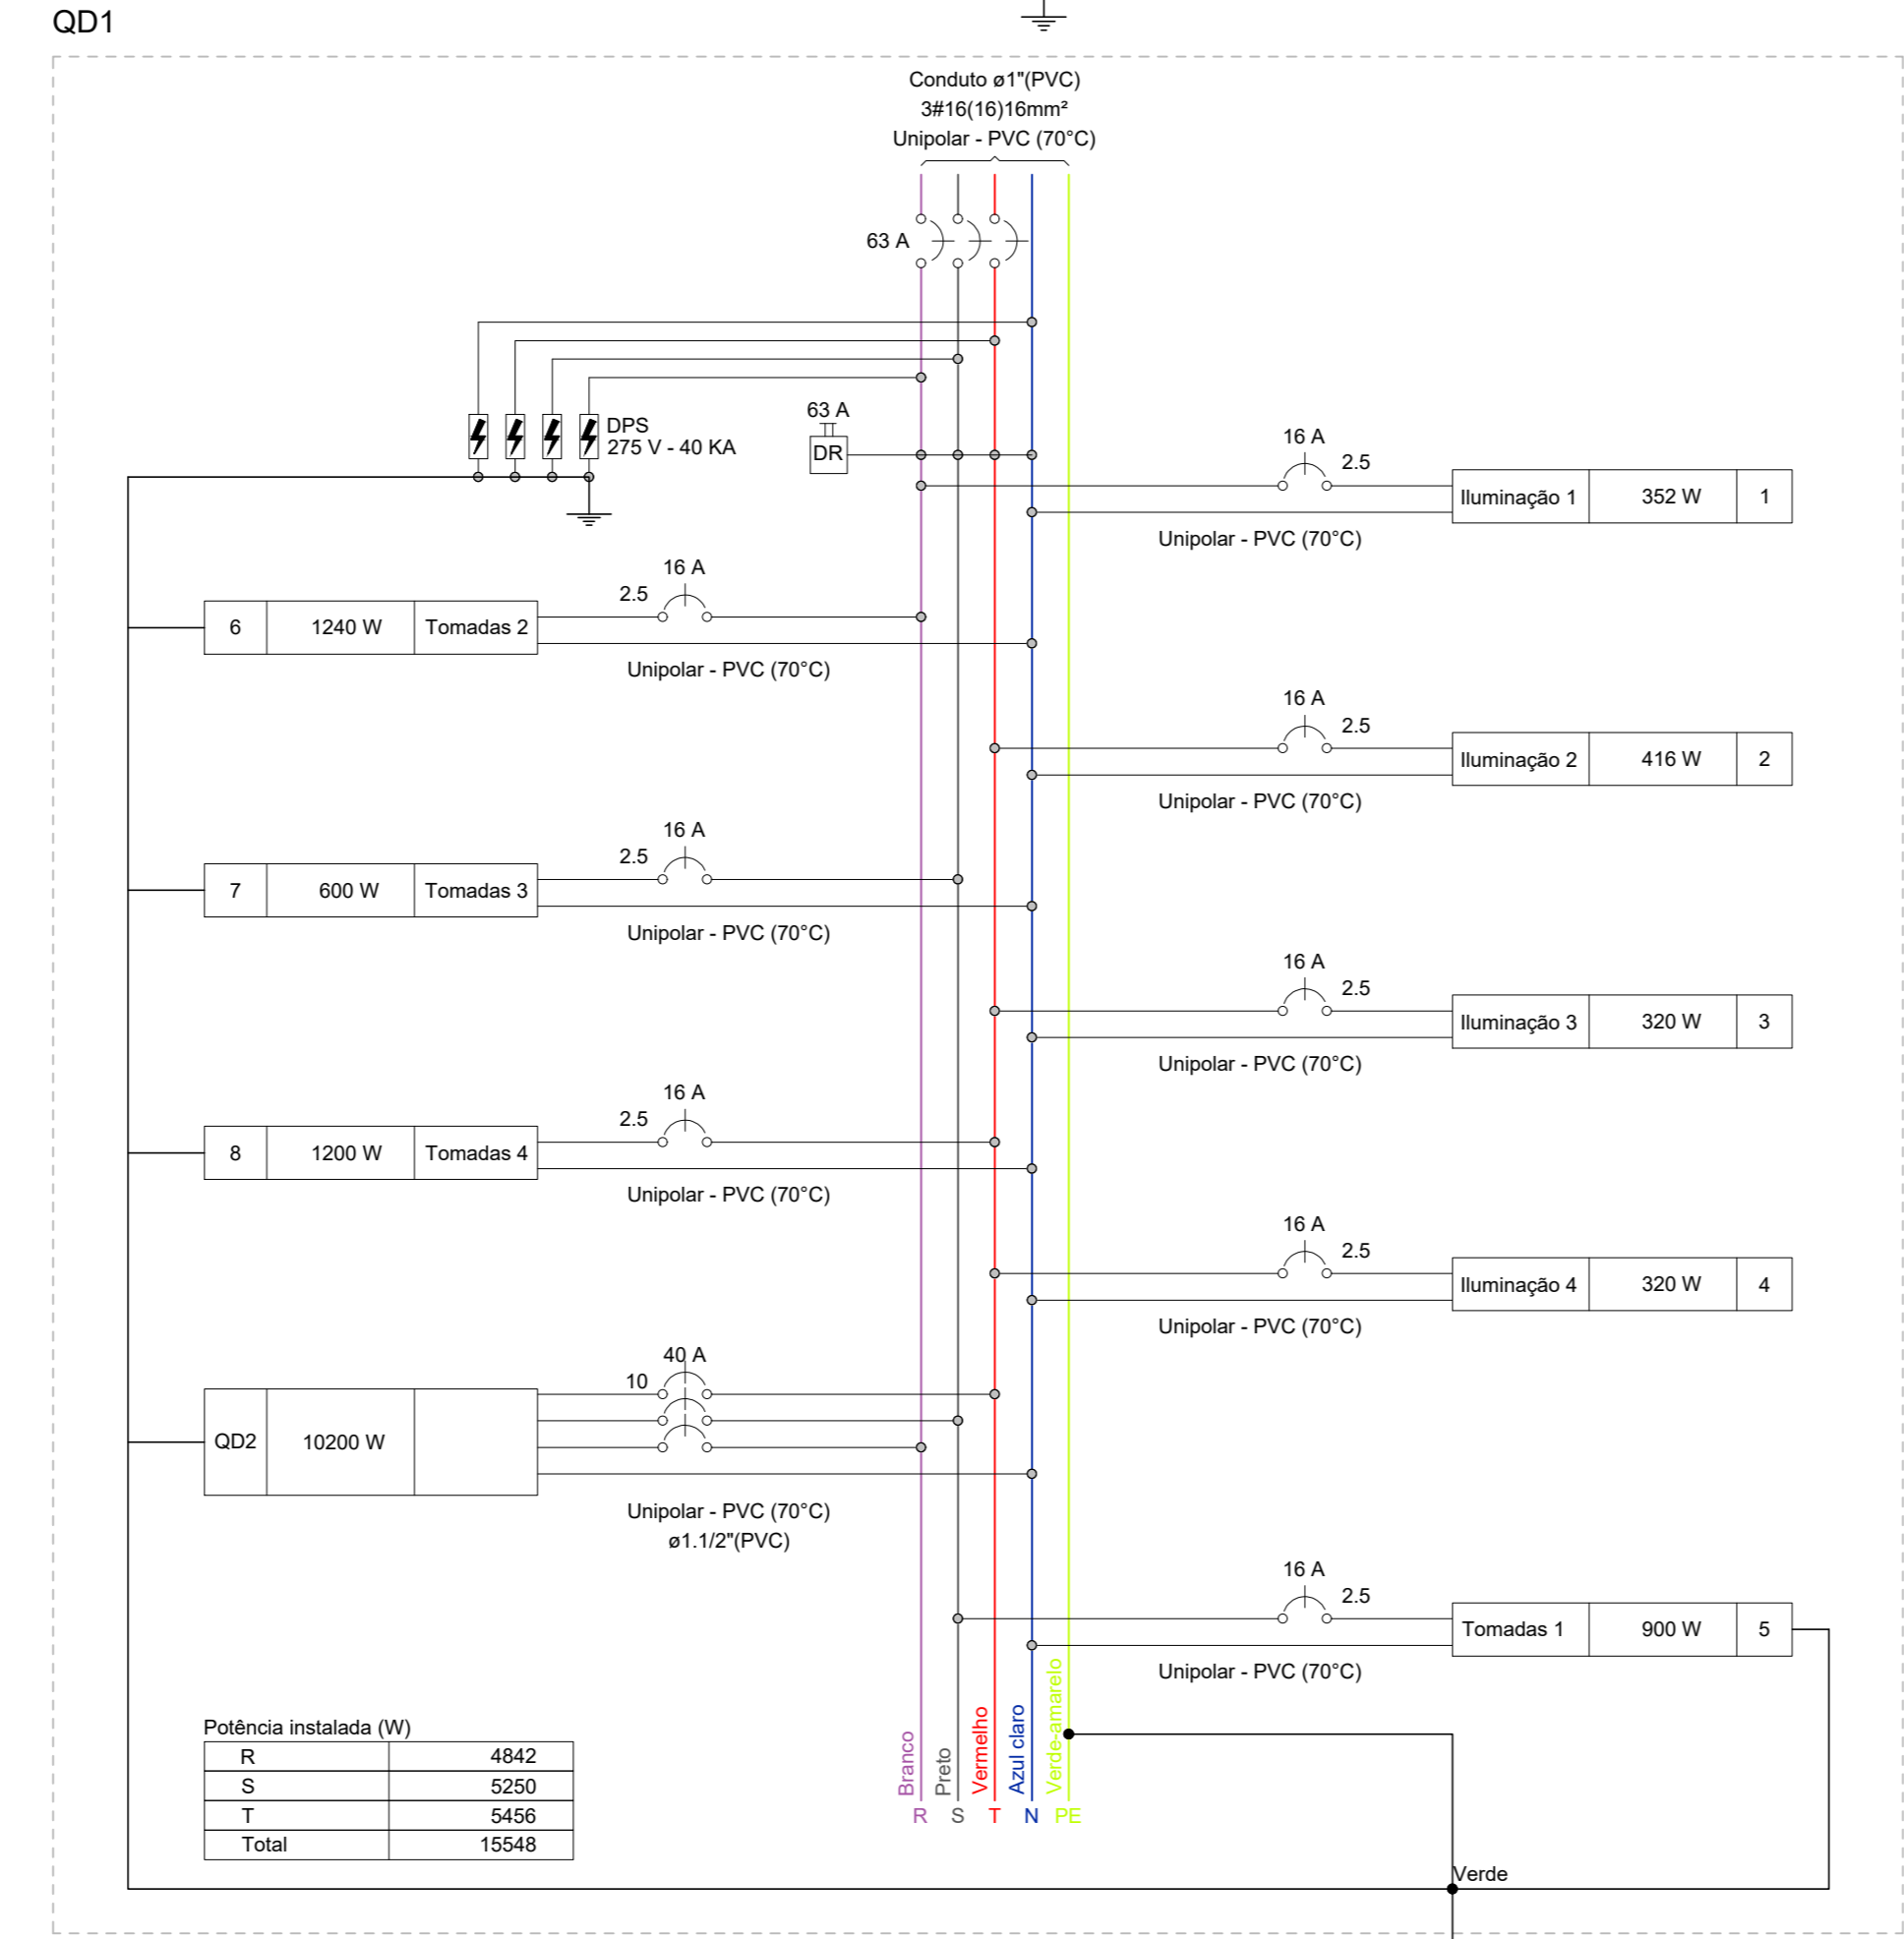 QD1
Conduto ø1"(PVC)
3#16(16)16mm²
Unipolar - PVC (70°C)
63 A
DPS
275 V - 40 KA
63 A
DR
16 A
2.5
Iluminação 1 352 W 1
Unipolar - PVC (70°C)
16 A
2.5
6 1240 W Tomadas 2
Unipolar - PVC (70°C)
16 A
2.5
Iluminação 2 416 W 2
Unipolar - PVC (70°C)
16 A
2.5
7 600 W Tomadas 3
Unipolar - PVC (70°C)
16 A
2.5
Iluminação 3 320 W 3
Unipolar - PVC (70°C)
16 A
2.5
8 1200 W Tomadas 4
Unipolar - PVC (70°C)
16 A
2.5
Iluminação 4 320 W 4
Unipolar - PVC (70°C)
40 A
10
QD2 10200 W
Unipolar - PVC (70°C)
ø1.1/2"(PVC)
16 A
2.5
Tomadas 1 900 W 5
Unipolar - PVC (70°C)
Potência instalada (W)
R 4842
S 5250
T 5456
Total 15548
Branco
Preto
Vermelho
Azul claro
Verde-amarelo
R S T N PE
Verde